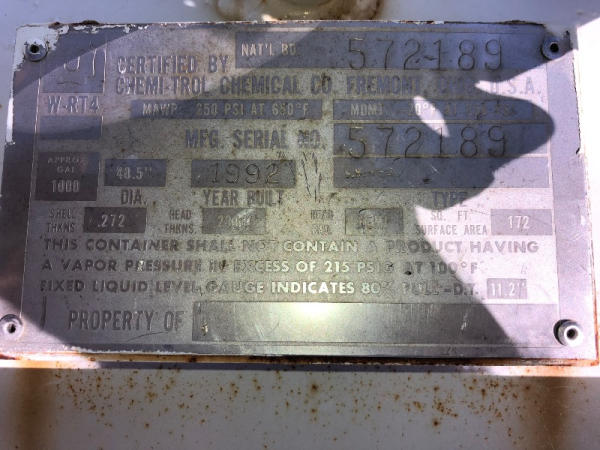 U
CERTIFIED BY NAT'L BD. 572189
CHEMI-TROL CHEMICAL CO. FREMONT, U.S.A.
W-RT4 MAWP 250 PSI AT 650°F MDMT
MFG. SERIAL NO. 572189
APPROX. GAL 1000 1992
DIA. YEAR BUILT TYPE
SHELL THKNS .272 HEAD THKNS. HEAD SQ. FT. SURFACE AREA 172
THIS CONTAINER SHALL NOT CONTAIN A PRODUCT HAVING
A VAPOR PRESSURE IN EXCESS OF 215 PSIG AT 100°F
FIXED LIQUID LEVEL GAUGE INDICATES 80% FULL-D.T. 11.2"
PROPERTY OF